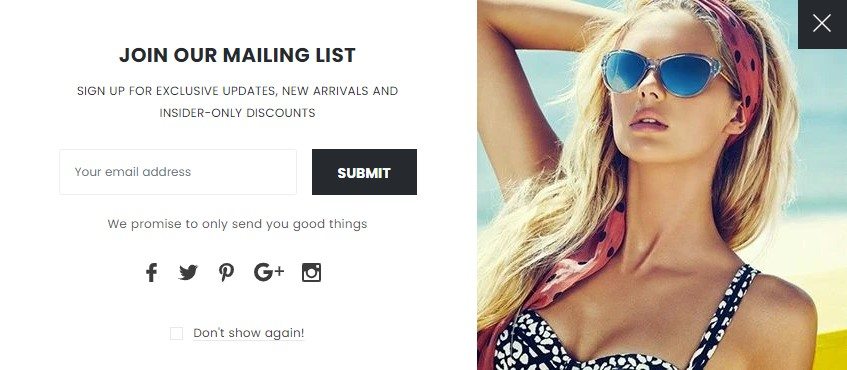 JOIN OUR MAILING LIST
SIGN UP FOR EXCLUSIVE UPDATES, NEW ARRIVALS AND
INSIDER-ONLY DISCOUNTS
Your email address
SUBMIT
We promise to only send you good things
G+
Don't show again!